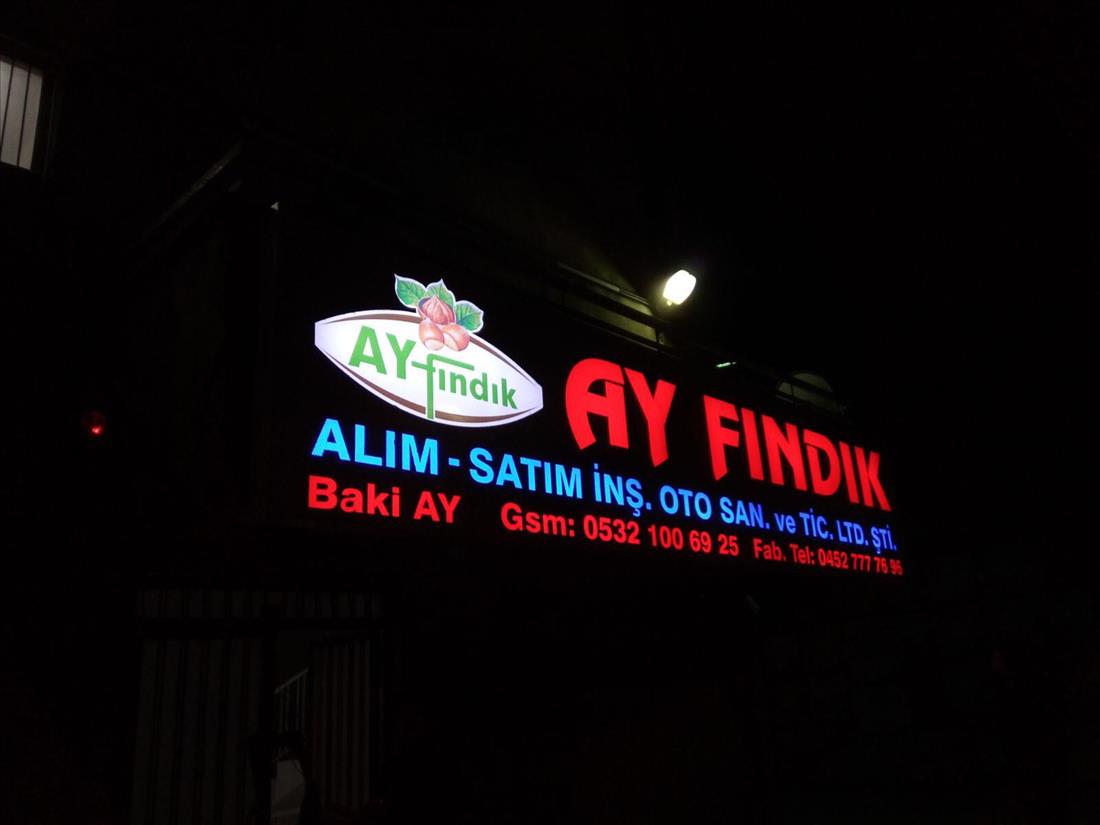 AY fındık
AY FINDIK
ALIM - SATIM İNŞ. OTO SAN. ve TİC. LTD. ŞTİ.
Baki AY Gsm: 0532 100 69 25 Fab. Tel: 0452 777 76 96